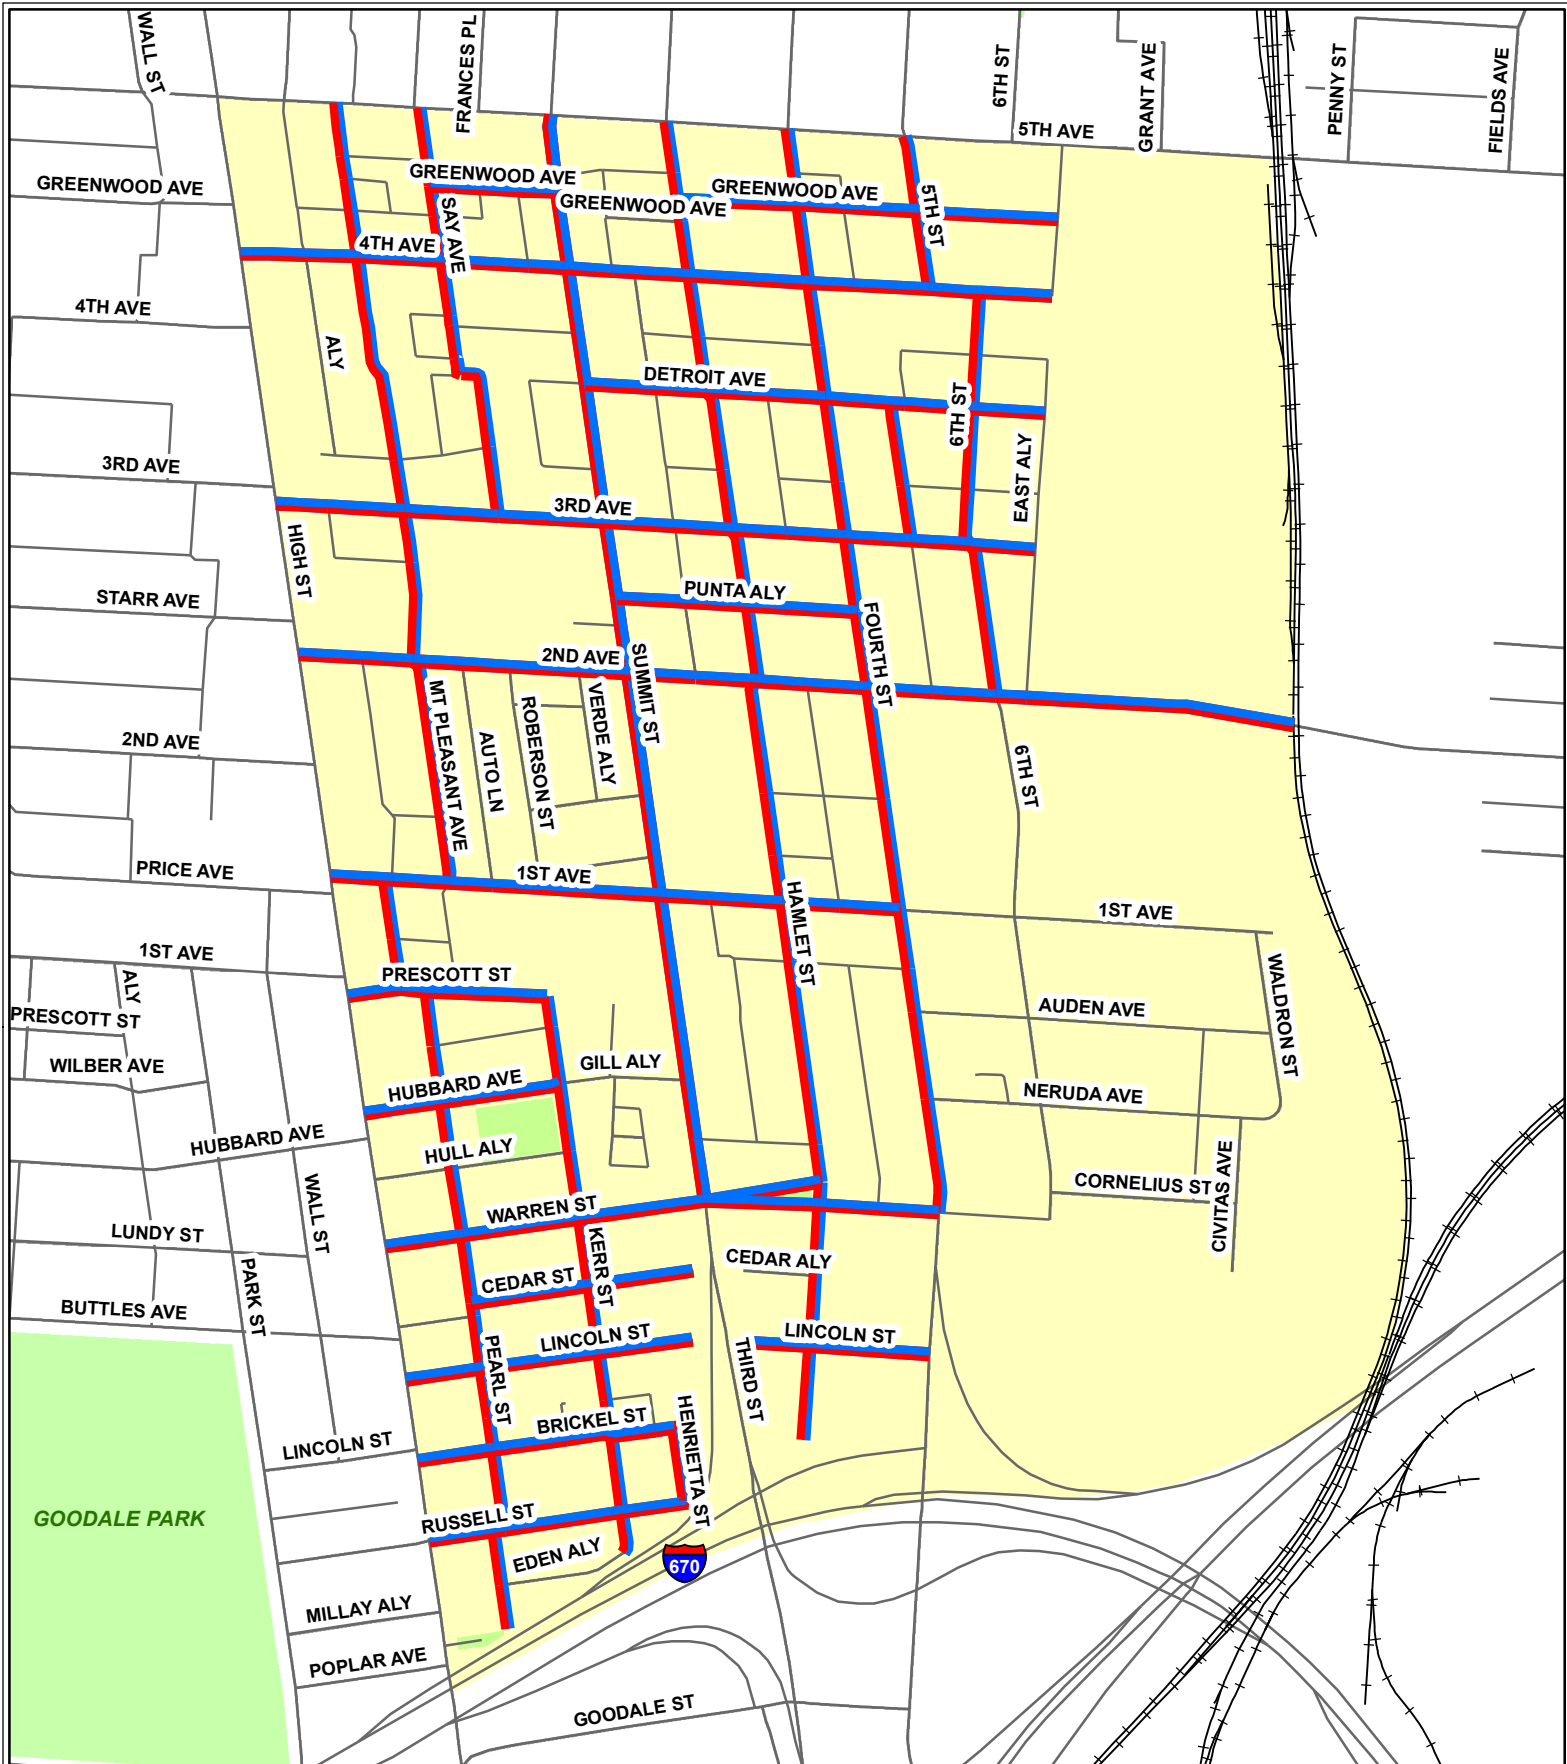 WALL ST
FRANCES PL
6TH ST
GRANT AVE
PENNY ST
FIELDS AVE
5TH AVE
GREENWOOD AVE
GREENWOOD AVE
GREENWOOD AVE
GREENWOOD AVE
SAY AVE
5TH ST
4TH AVE
4TH AVE
ALY
DETROIT AVE
6TH ST
6TH ST
EAST ALY
3RD AVE
3RD AVE
HIGH ST
STARR AVE
PUNTA ALY
FOURTH ST
2ND AVE
SUMMIT ST
MT PLEASANT AVE
AUTO LN
ROBERSON ST
VERDE ALY
2ND AVE
6TH ST
PRICE AVE
1ST AVE
HAMLET ST
1ST AVE
1ST AVE
ALY
PRESCOTT ST
WALDRON ST
PRESCOTT ST
AUDEN AVE
WILBER AVE
GILL ALY
HUBBARD AVE
NERUDA AVE
HUBBARD AVE
HULL ALY
CIVITAS AVE
CORNELIUS ST
WALL ST
WARREN ST
LUNDY ST
KERR ST
CEDAR ALY
PARK ST
CEDAR ST
BUTTLES AVE
PEARL ST
LINCOLN ST
THIRD ST
LINCOLN ST
BRICKEL ST
HENRIETTA ST
LINCOLN ST
GOODALE PARK
RUSSELL ST
EDEN ALY
670
MILLAY ALY
POPLAR AVE
GOODALE ST